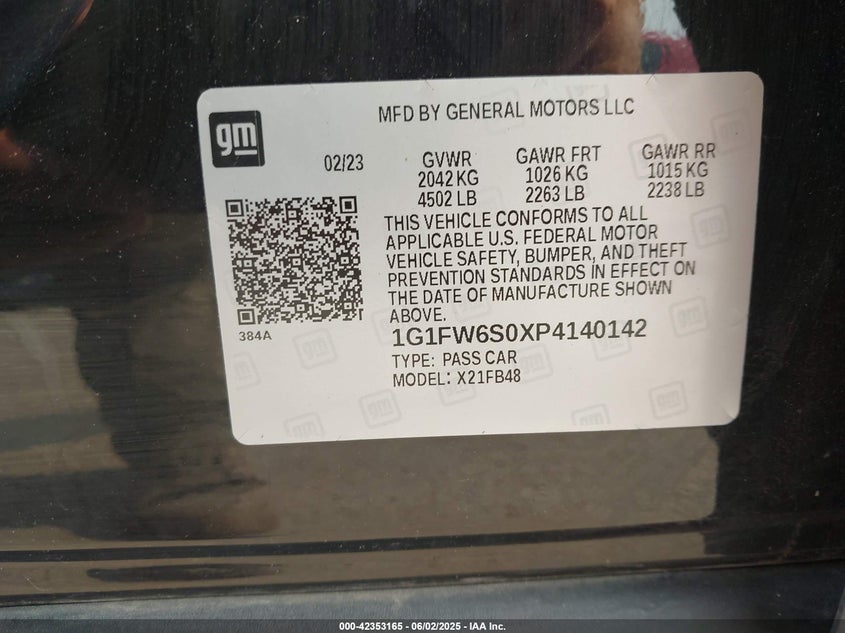 gm
MFD BY GENERAL MOTORS LLC
02/23
GVWR
2042 KG
4502 LB
GAWR FRT
1026 KG
2263 LB
GAWR RR
1015 KG
2238 LB
THIS VEHICLE CONFORMS TO ALL
APPLICABLE U.S. FEDERAL MOTOR
VEHICLE SAFETY, BUMPER, AND THEFT
PREVENTION STANDARDS IN EFFECT ON
THE DATE OF MANUFACTURE SHOWN
ABOVE.
384A
1G1FW6S0XP4140142
TYPE: PASS CAR
MODEL: X21FB48
000-42353165 - 06/02/2025 - IAA Inc.